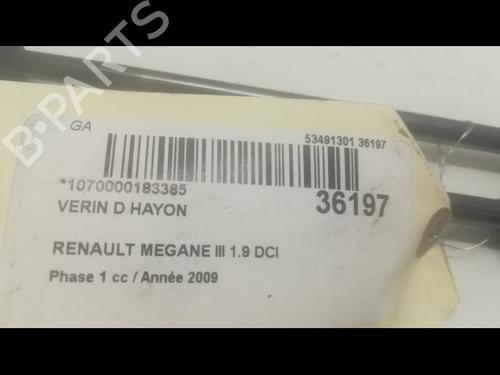 B-PARTS
GA
53491301 36197
*1070000183385
36197
VERIN D HAYON
RENAULT MEGANE III 1.9 DCI
Phase 1 cc / Année 2009